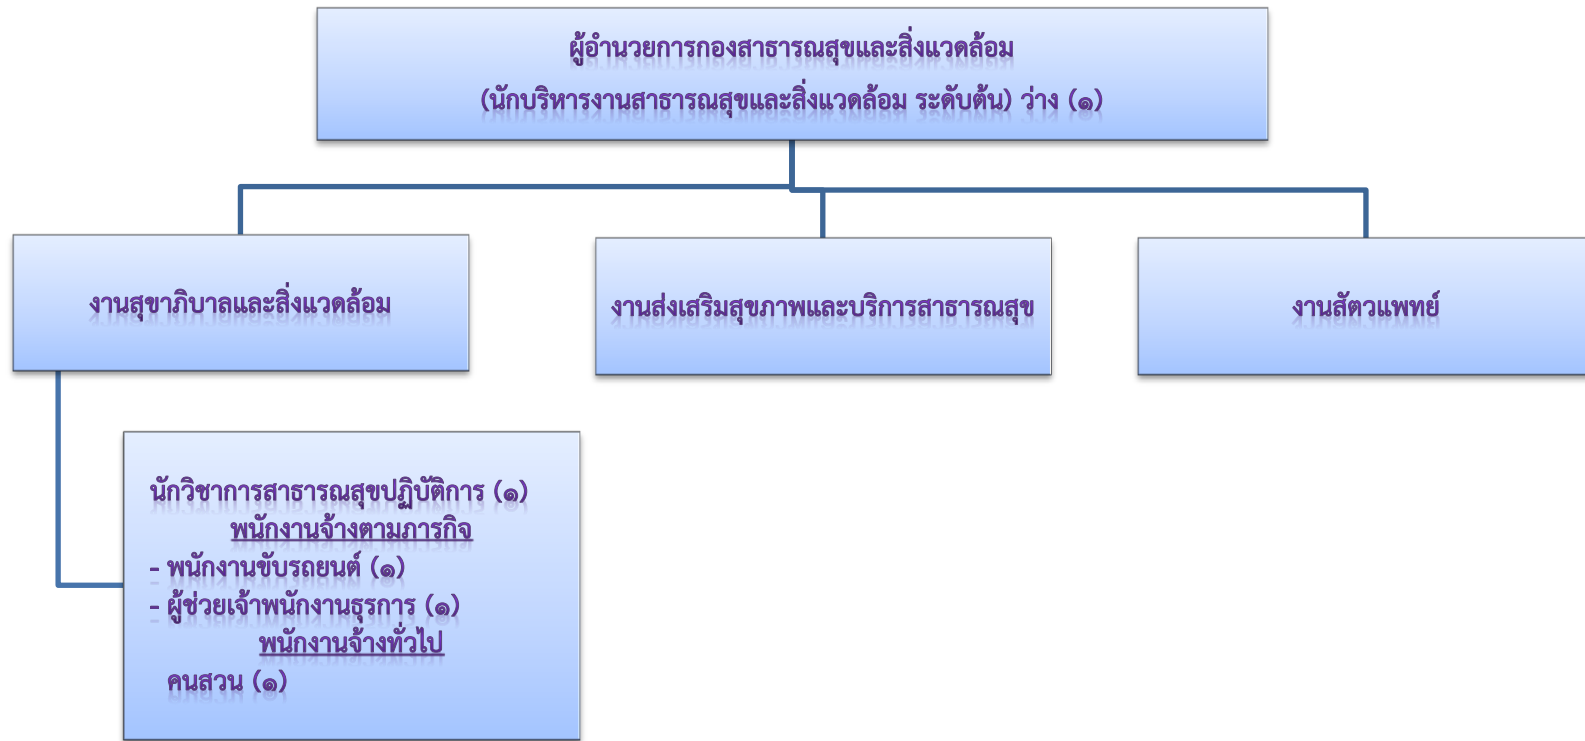 ผู้อำนวยการกองสาธารณสุขและสิ่งแวดล้อม
(นักบริหารงานสาธารณสุขและสิ่งแวดล้อม ระดับต้น) ว่าง (๑)
งานสุขาภิบาลและสิ่งแวดล้อม
งานส่งเสริมสุขภาพและบริการสาธารณสุข
งานสัตวแพทย์
นักวิชาการสาธารณสุขปฏิบัติการ (๑)
พนักงานจ้างตามภารกิจ
- พนักงานขับรถยนต์ (๑)
- ผู้ช่วยเจ้าพนักงานธุรการ (๑)
พนักงานจ้างทั่วไป
คนสวน (๑)